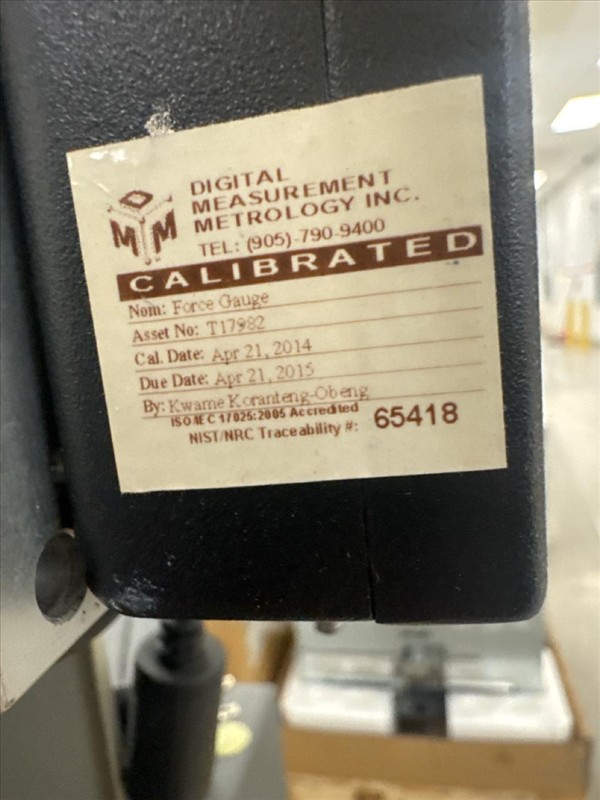 DIGITAL
MEASUREMENT
METROLOGY INC.
MTM
TEL: (905)-790-9400
CALIBRATED
Nom: Force Gauge
Asset No: T17982
Cal. Date: Apr 21, 2014
Due Date: Apr 21, 2015
By: Kwame Koranteng-Obeng
ISO/IEC 17025:2005 Accredited
NIST/NRC Traceability #: 65418